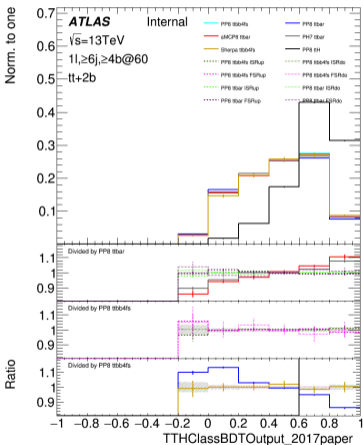 ATLAS Internal
√s=13TeV
1l,≥6j,≥4b@60
tt+2b
PP8 ttbb4fs
aMCP8 ttbar
Sherpa ttbb4fs
PP8 ttbb4fs ISRup
PP8 ttbb4fs FSRup
PP8 ttbar ISRup
PP8 ttbar FSRup
PP8 ttbar
PH7 ttbar
PP8 ttH
PP8 ttbb4fs ISRdo
PP8 ttbb4fs FSRdo
PP8 ttbar ISRdo
PP8 ttbar FSRdo
Norm. to one
0.7
0.6
0.5
0.4
0.3
0.2
0.1
Divided by PP8 ttbar
1.1
1
0.9
Divided by PP8 ttbb4fs
1.1
1
0.9
Ratio
Divided by PP8 ttbb4fs
1.1
1
0.9
−1 −0.8 −0.6 −0.4 −0.2 0 0.2 0.4 0.6 0.8 1
TTHClassBDTOutput_2017paper